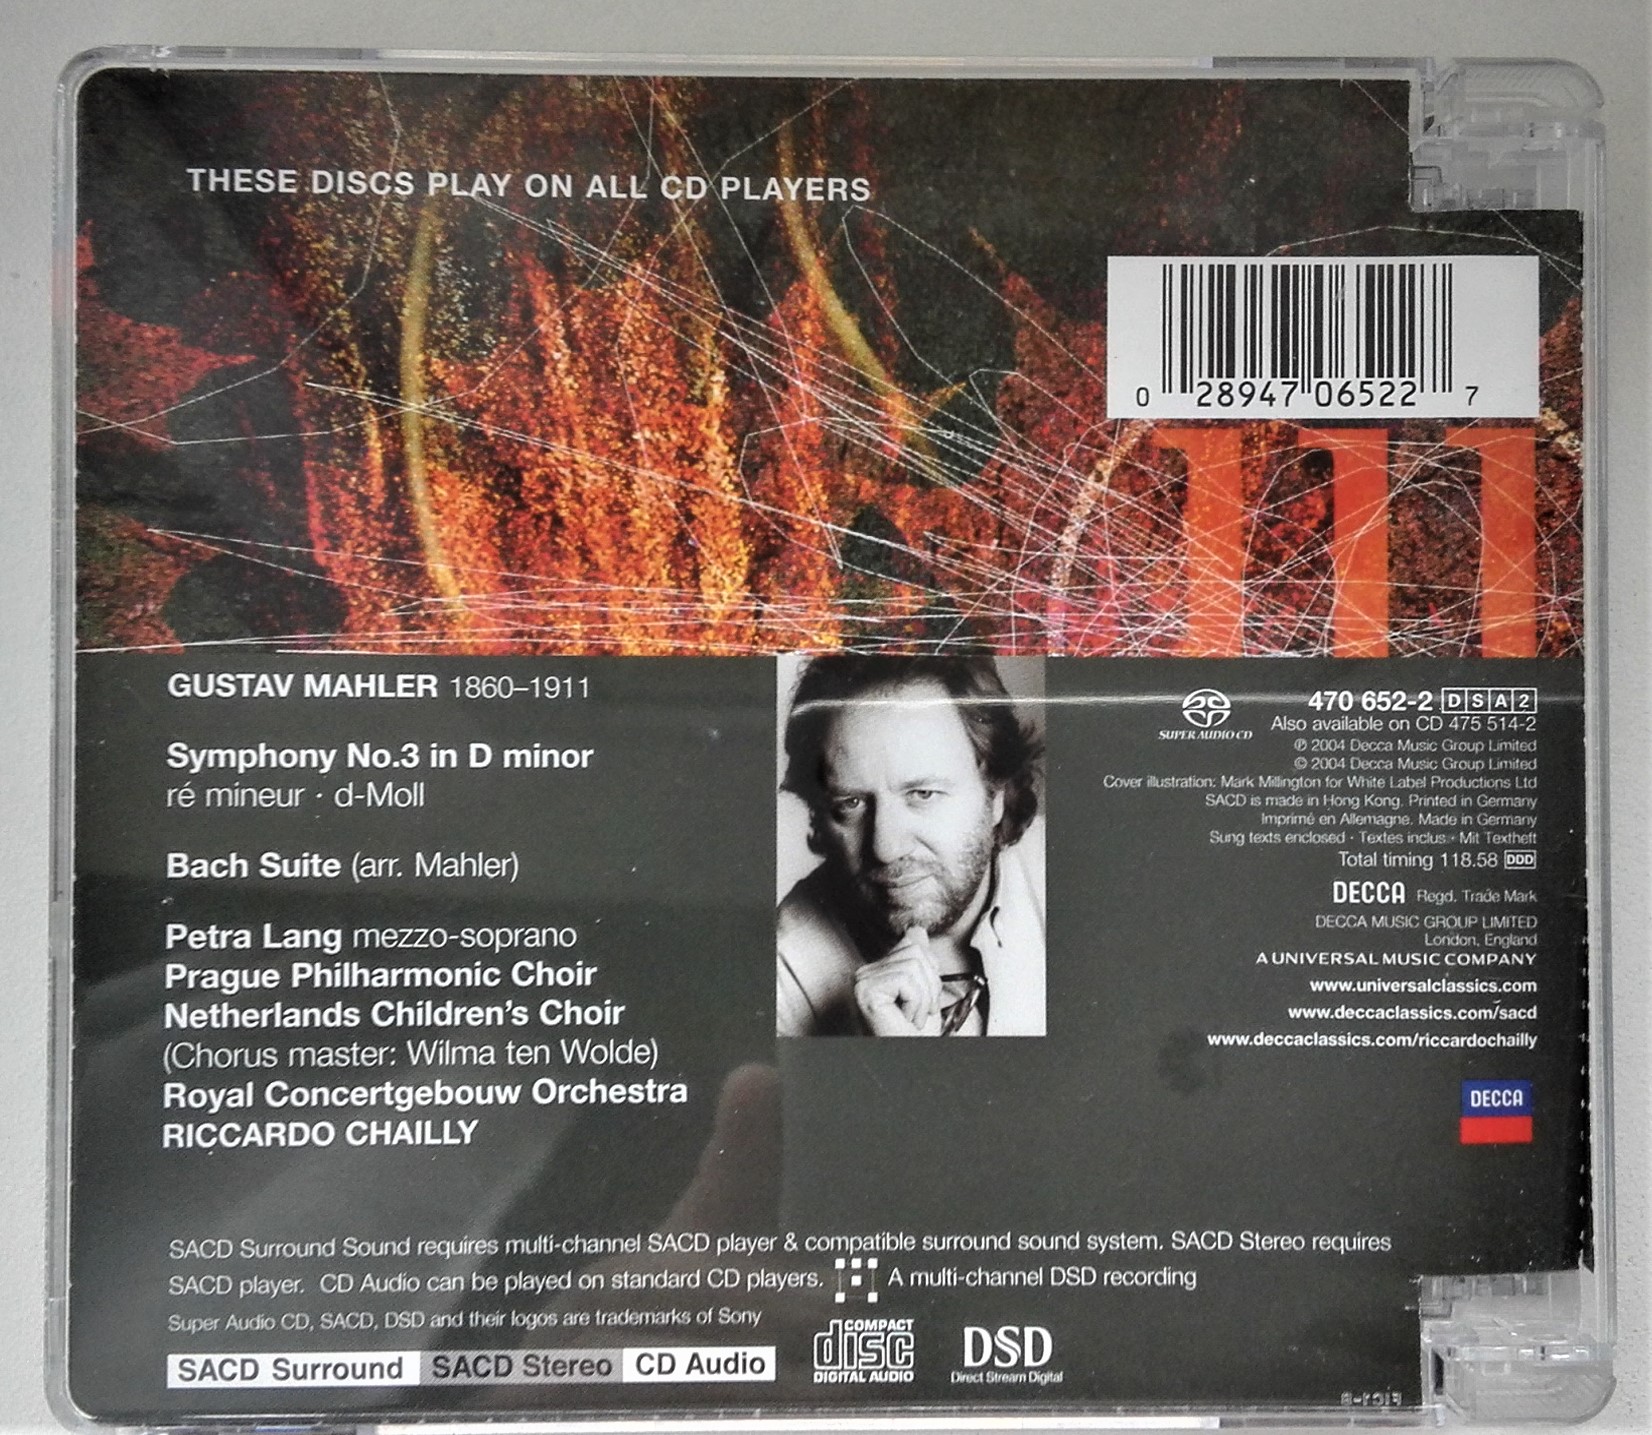 THESE DISCS PLAY ON ALL CD PLAYERS
0 28947 06522 7
GUSTAV MAHLER 1860–1911
Symphony No.3 in D minor
ré mineur · d-Moll
Bach Suite (arr. Mahler)
Petra Lang mezzo-soprano
Prague Philharmonic Choir
Netherlands Children's Choir
(Chorus master: Wilma ten Wolde)
Royal Concertgebouw Orchestra
RICCARDO CHAILLY
SUPER AUDIO CD
470 652-2 DSA2
Also available on CD 475 514-2
℗ 2004 Decca Music Group Limited
© 2004 Decca Music Group Limited
Cover illustration: Mark Millington for White Label Productions Ltd
SACD is made in Hong Kong. Printed in Germany
Imprimé en Allemagne. Made in Germany
Sung texts enclosed · Textes inclus · Mit Textheft
Total timing 118.58 DDD
DECCA Regd. Trade Mark
DECCA MUSIC GROUP LIMITED
London, England
A UNIVERSAL MUSIC COMPANY
www.universalclassics.com
www.deccaclassics.com/sacd
www.deccaclassics.com/riccardochailly
DECCA
SACD Surround Sound requires multi-channel SACD player & compatible surround sound system. SACD Stereo requires
SACD player. CD Audio can be played on standard CD players. A multi-channel DSD recording
Super Audio CD, SACD, DSD and their logos are trademarks of Sony
SACD Surround SACD Stereo CD Audio
COMPACT
disc
DIGITAL AUDIO
DSD
Direct Stream Digital